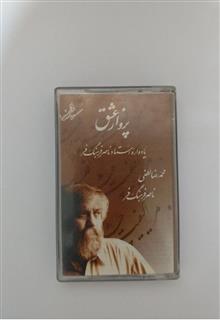 پرواز عشق
یادواره استاد ناصر فرهنگ فر
محمدرضا لطفی
ناصر فرهنگ فر